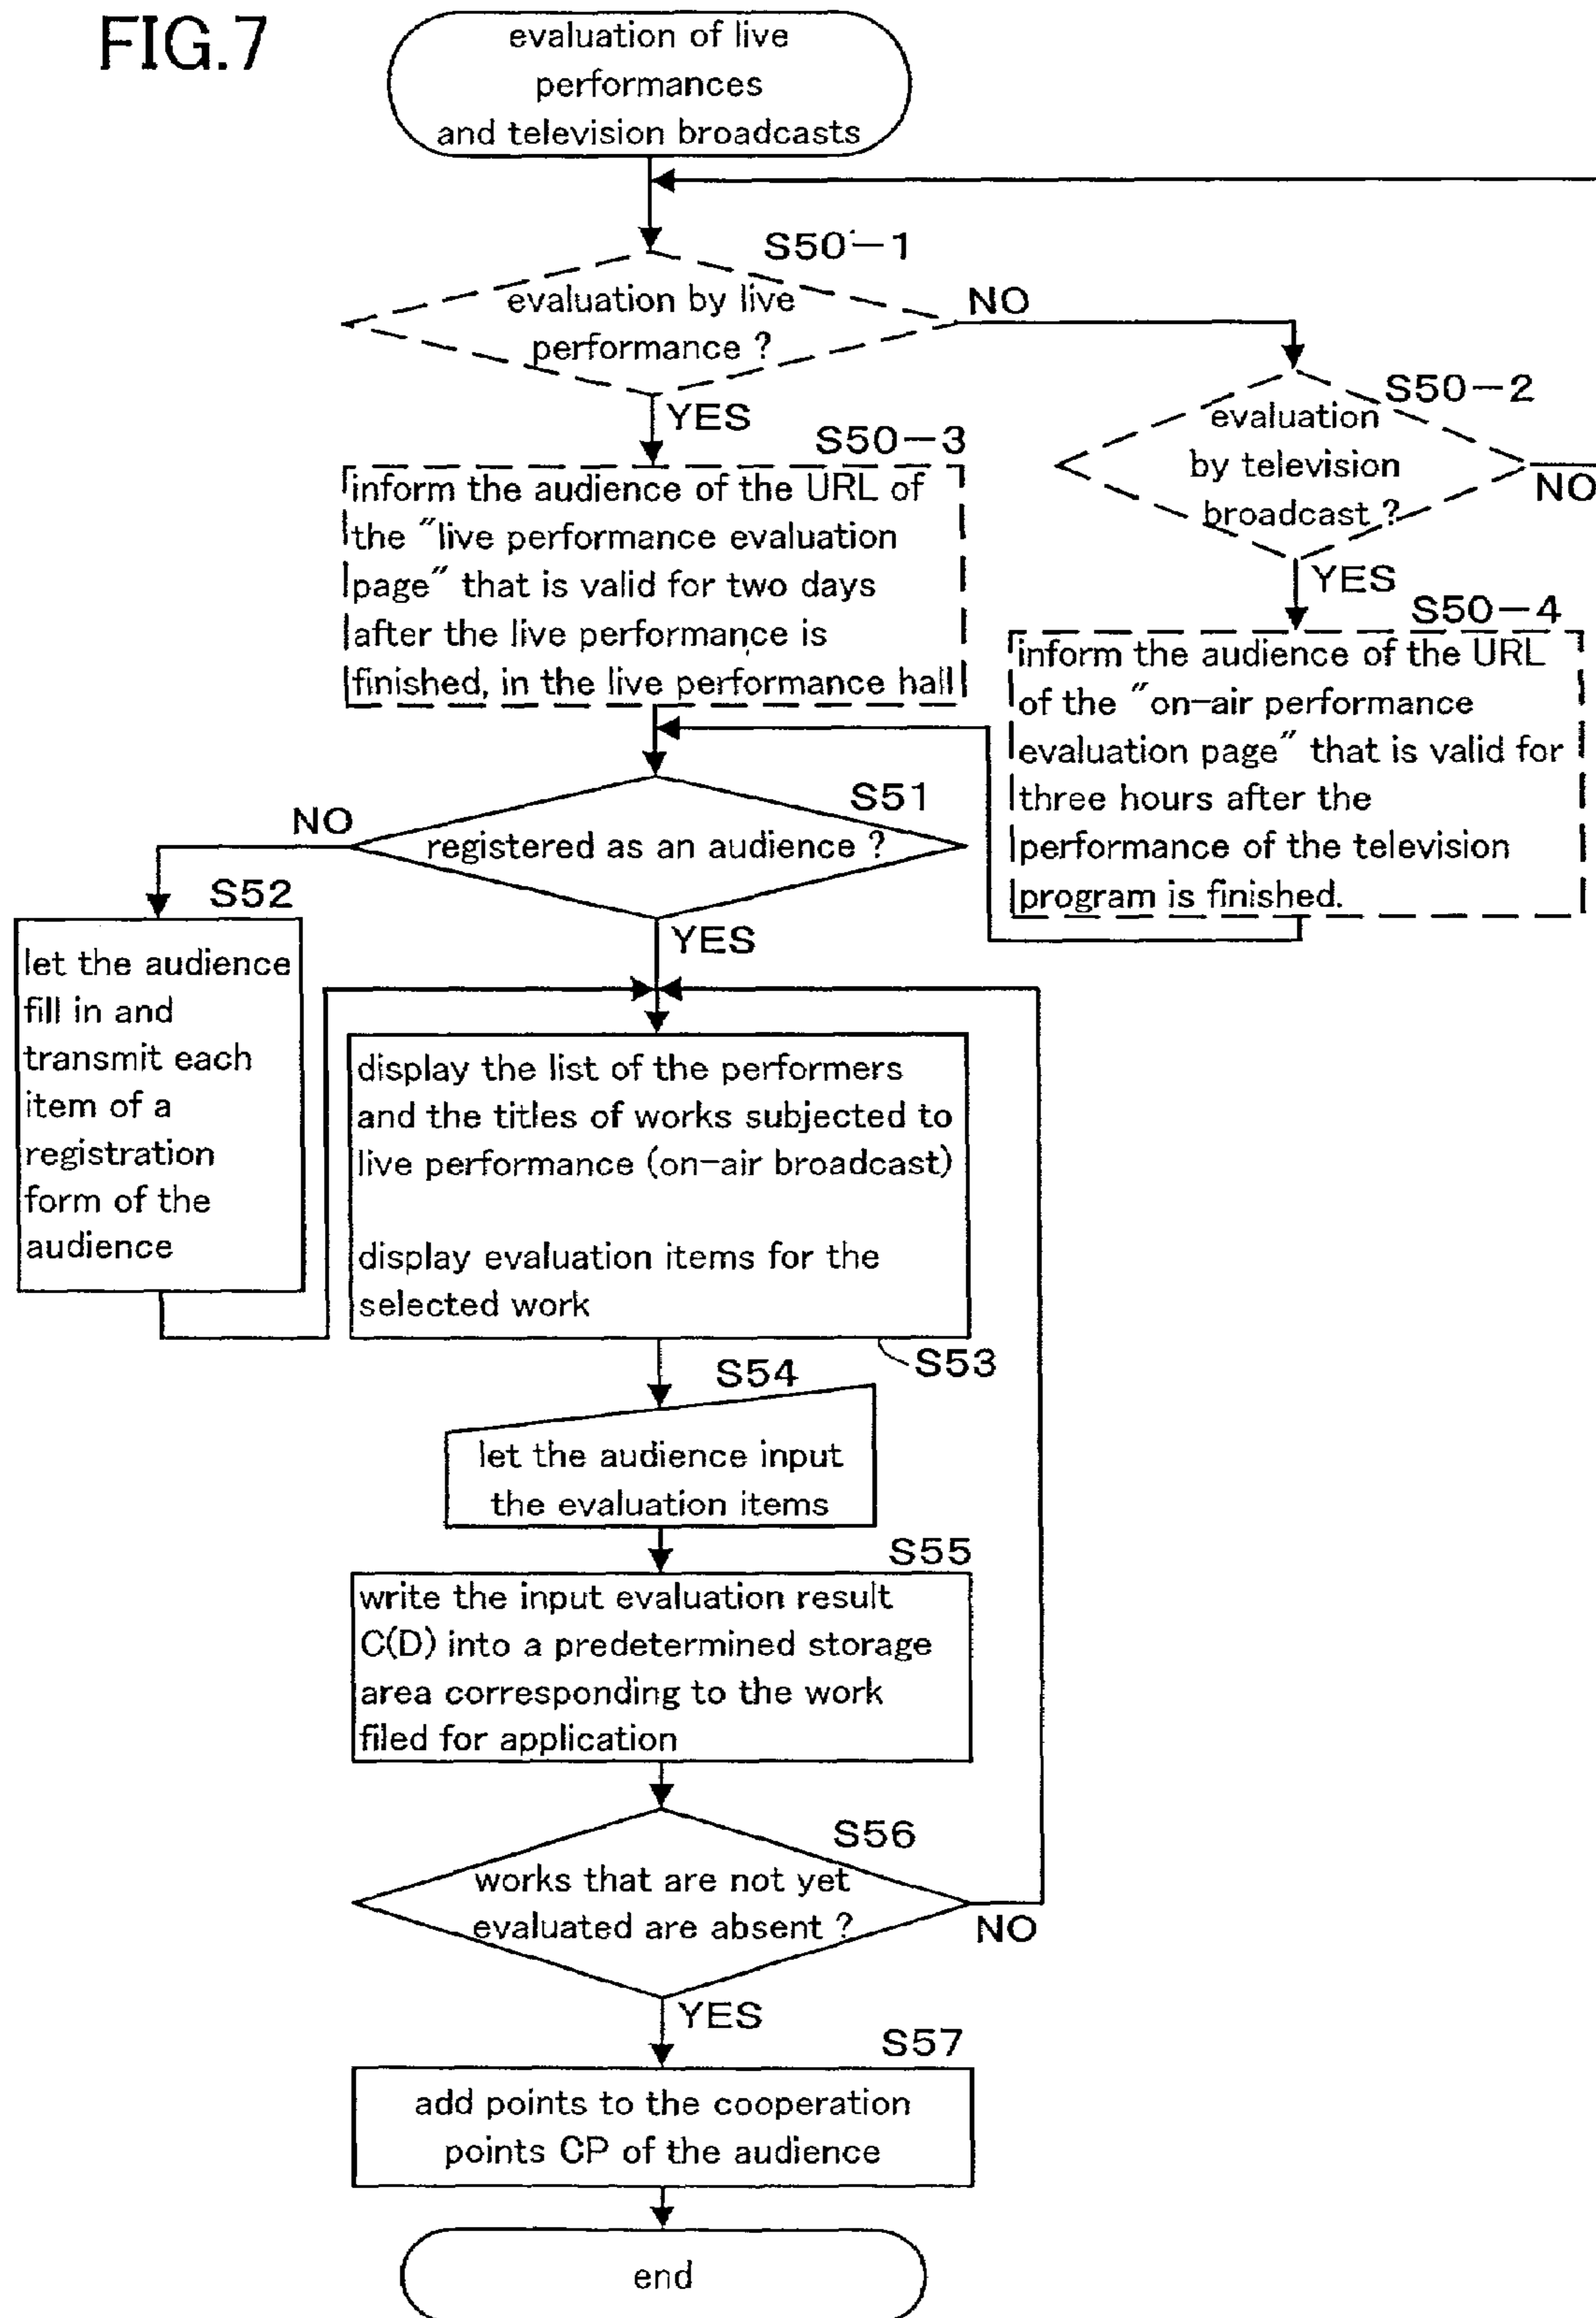 FIG.7
evaluation of live
performances
and television broadcasts
S50-1
evaluation by live
performance ?
NO
YES
S50-2
evaluation
by television
broadcast ?
NO
YES
S50-3
inform the audience of the URL of
the "live performance evaluation
page" that is valid for two days
after the live performance is
finished, in the live performance hall
S50-4
inform the audience of the URL
of the "on-air performance
evaluation page" that is valid for
three hours after the
performance of the television
program is finished.
S51
registered as an audience ?
NO
YES
S52
let the audience
fill in and
transmit each
item of a
registration
form of the
audience
display the list of the performers
and the titles of works subjected to
live performance (on-air broadcast)
display evaluation items for the
selected work
S53
S54
let the audience input
the evaluation items
S55
write the input evaluation result
C(D) into a predetermined storage
area corresponding to the work
filed for application
S56
works that are not yet
evaluated are absent ?
NO
YES
S57
add points to the cooperation
points CP of the audience
end